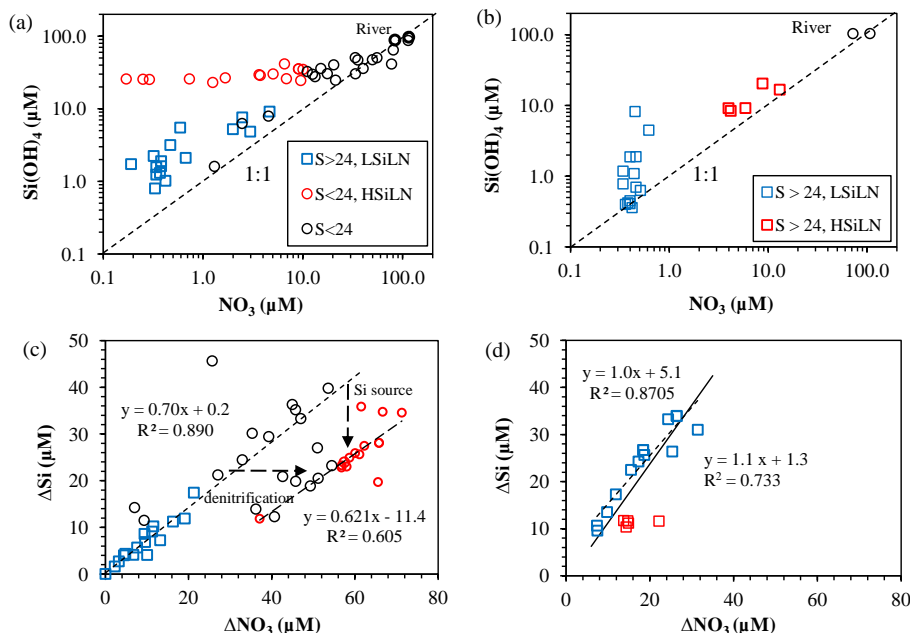 (a)
Si(OH)4 (µM)
100.0
10.0
1.0
0.1
River
1:1
S>24, LSiLN
S<24, HSiLN
S<24
0.1 1.0 10.0 100.0
NO3 (µM)
(b)
Si(OH)4 (µM)
100.0
10.0
1.0
0.1
River
1:1
S > 24, LSiLN
S > 24, HSiLN
0.1 1.0 10.0 100.0
NO3 (µM)
(c)
ΔSi (µM)
50
40
30
20
10
0
y = 0.70x + 0.2
R² = 0.890
Si source
denitrification
y = 0.621x - 11.4
R² = 0.605
0 20 40 60 80
ΔNO3 (µM)
(d)
ΔSi (µM)
50
40
30
20
10
0
y = 1.0x + 5.1
R² = 0.8705
y = 1.1 x + 1.3
R² = 0.733
0 20 40 60 80
ΔNO3 (µM)